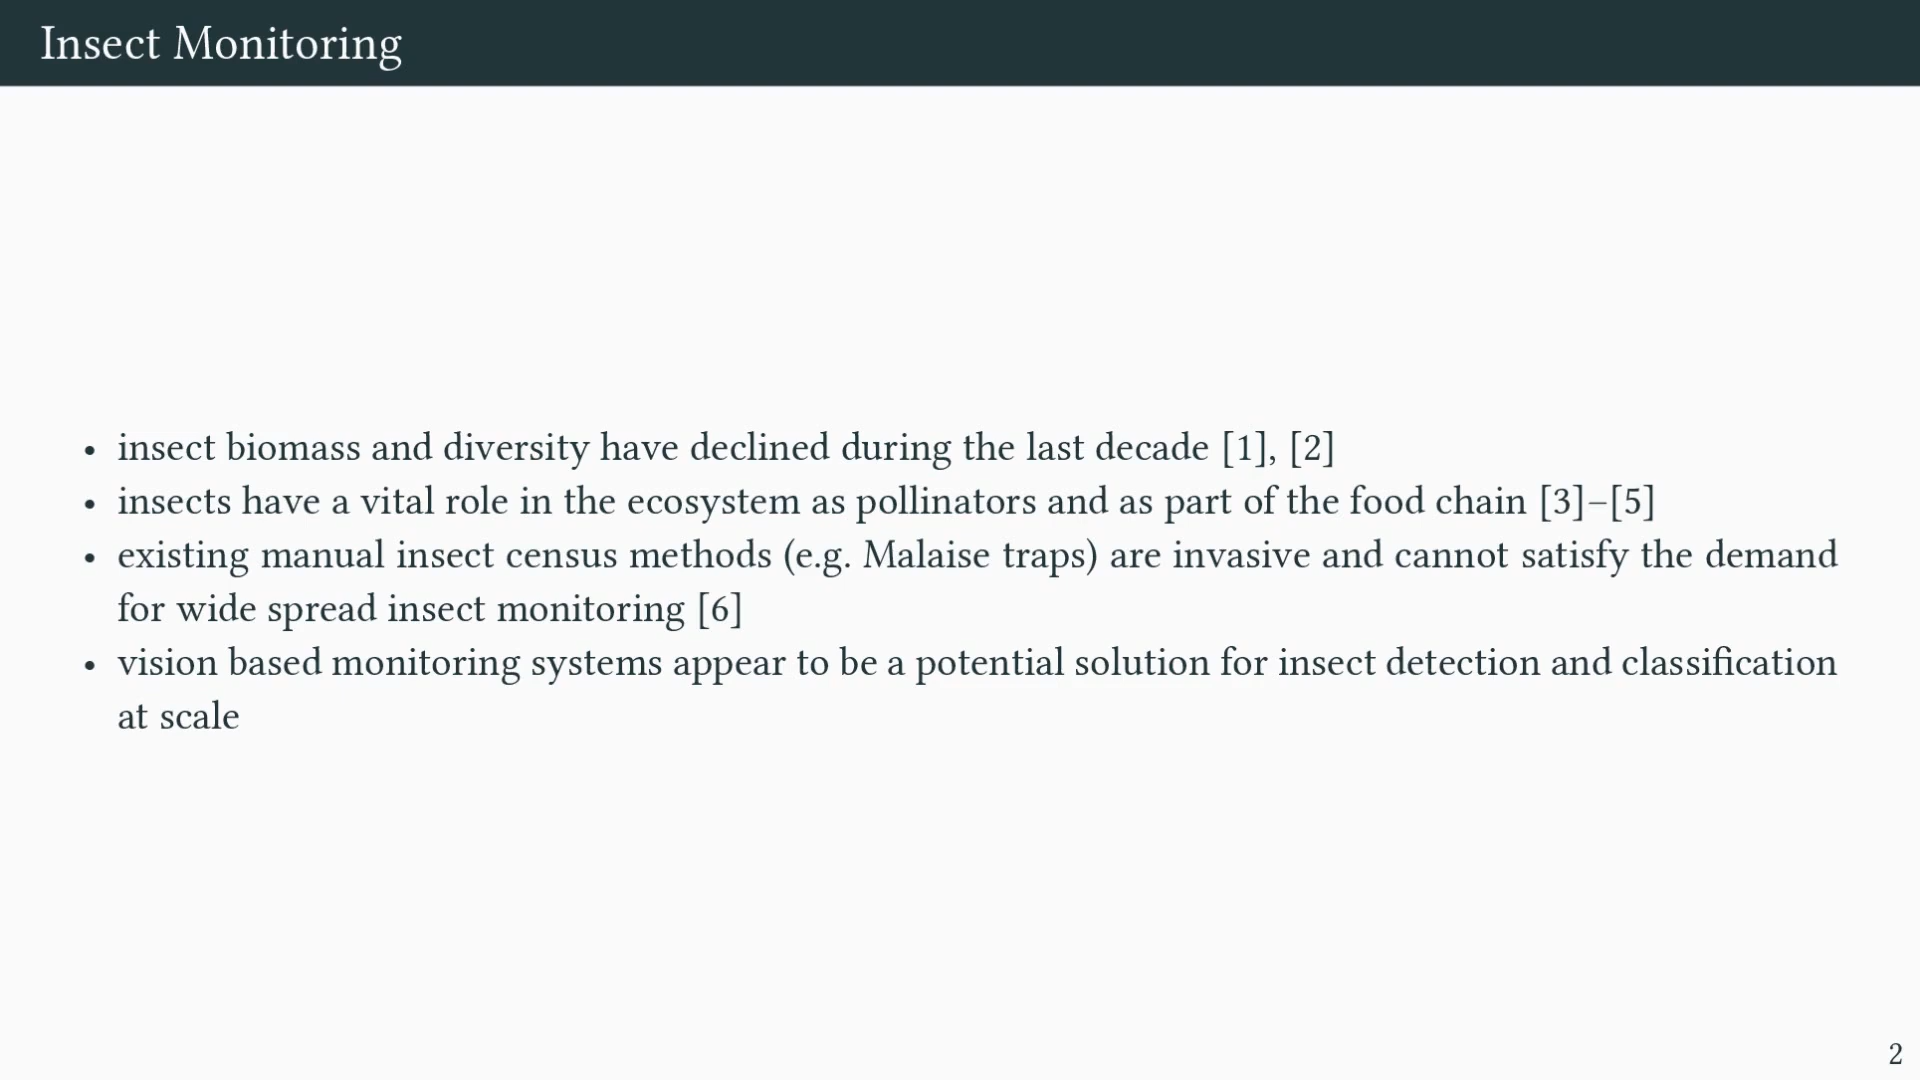 Insect Monitoring
• insect biomass and diversity have declined during the last decade [1], [2]
• insects have a vital role in the ecosystem as pollinators and as part of the food chain [3]–[5]
• existing manual insect census methods (e.g. Malaise traps) are invasive and cannot satisfy the demand
for wide spread insect monitoring [6]
• vision based monitoring systems appear to be a potential solution for insect detection and classification
at scale
2